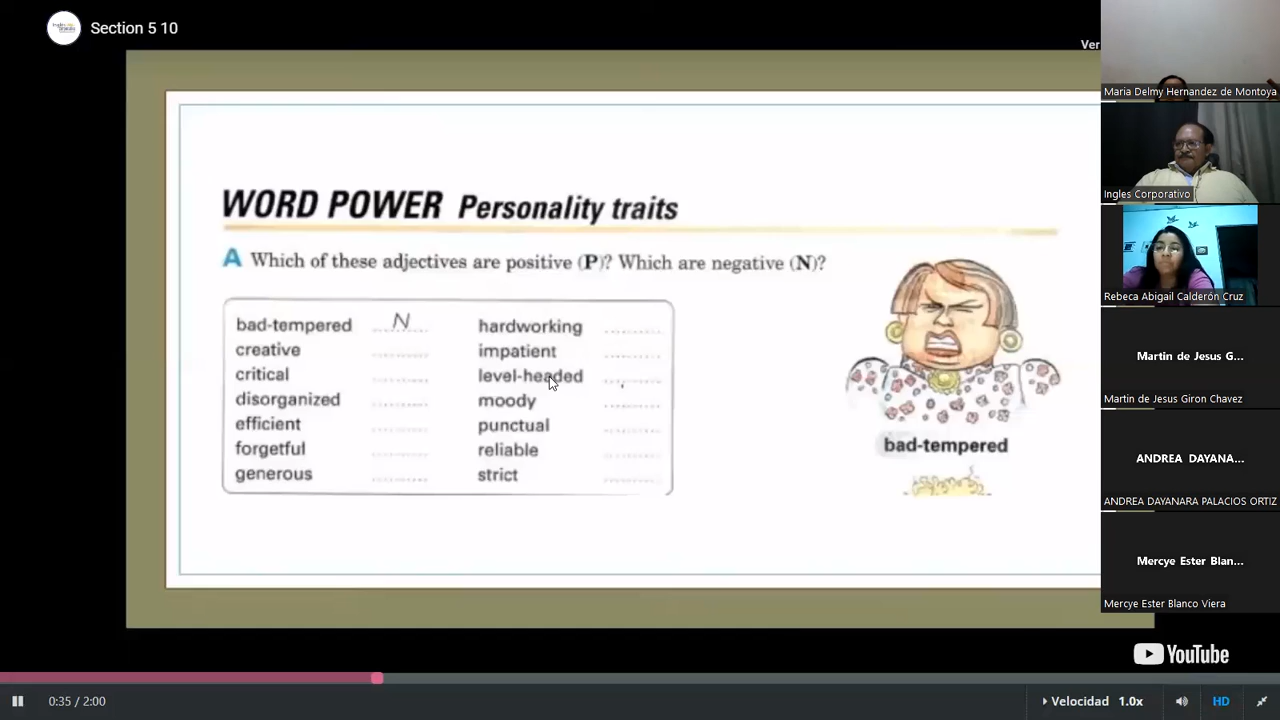 Section 5 10
Ver
WORD POWER Personality traits
A Which of these adjectives are positive (P)? Which are negative (N)?
bad-tempered N
creative
critical
disorganized
efficient
forgetful
generous
hardworking
impatient
level-headed
moody
punctual
reliable
strict
bad-tempered
Maria Delmy Hernandez de Montoya
Ingles Corporativo
Rebeca Abigail Calderón Cruz
Martin de Jesus G...
Martin de Jesus Giron Chavez
ANDREA DAYANA...
ANDREA DAYANARA PALACIOS ORTIZ
Mercye Ester Blan...
Mercye Ester Blanco Viera
YouTube
0:35 / 2:00
Velocidad 1.0x
HD